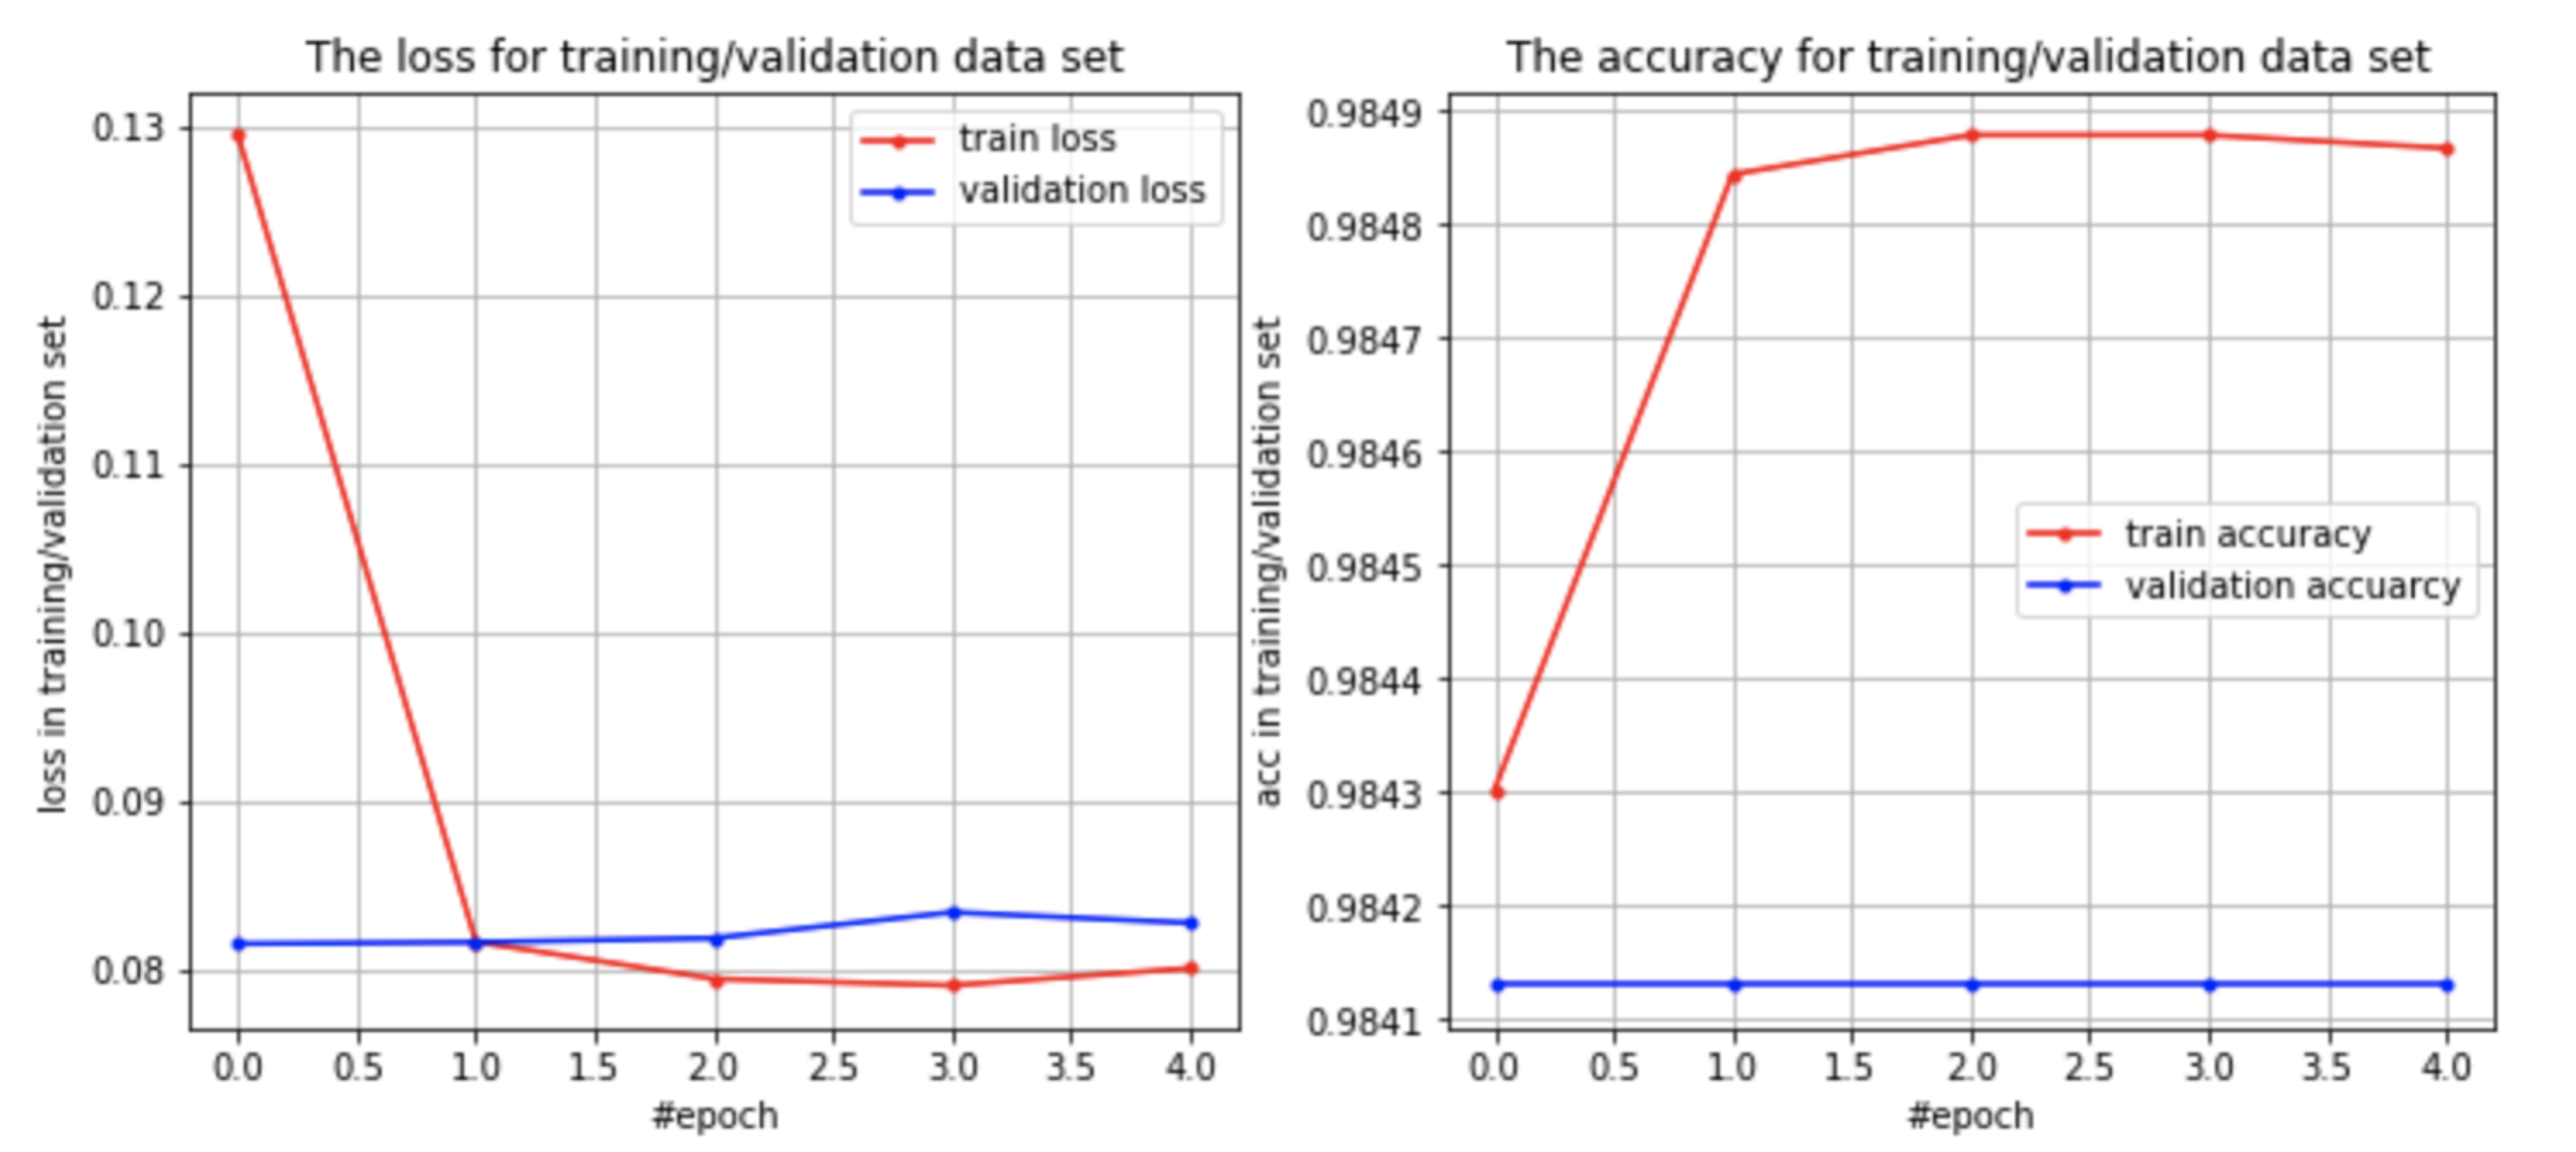 The loss for training/validation data set
0.13
0.12
0.11
0.10
0.09
0.08
loss in training/validation set
train loss
validation loss
0.0 0.5 1.0 1.5 2.0 2.5 3.0 3.5 4.0
#epoch
The accuracy for training/validation data set
0.9849
0.9848
0.9847
0.9846
0.9845
0.9844
0.9843
0.9842
0.9841
acc in training/validation set
train accuracy
validation accuarcy
0.0 0.5 1.0 1.5 2.0 2.5 3.0 3.5 4.0
#epoch